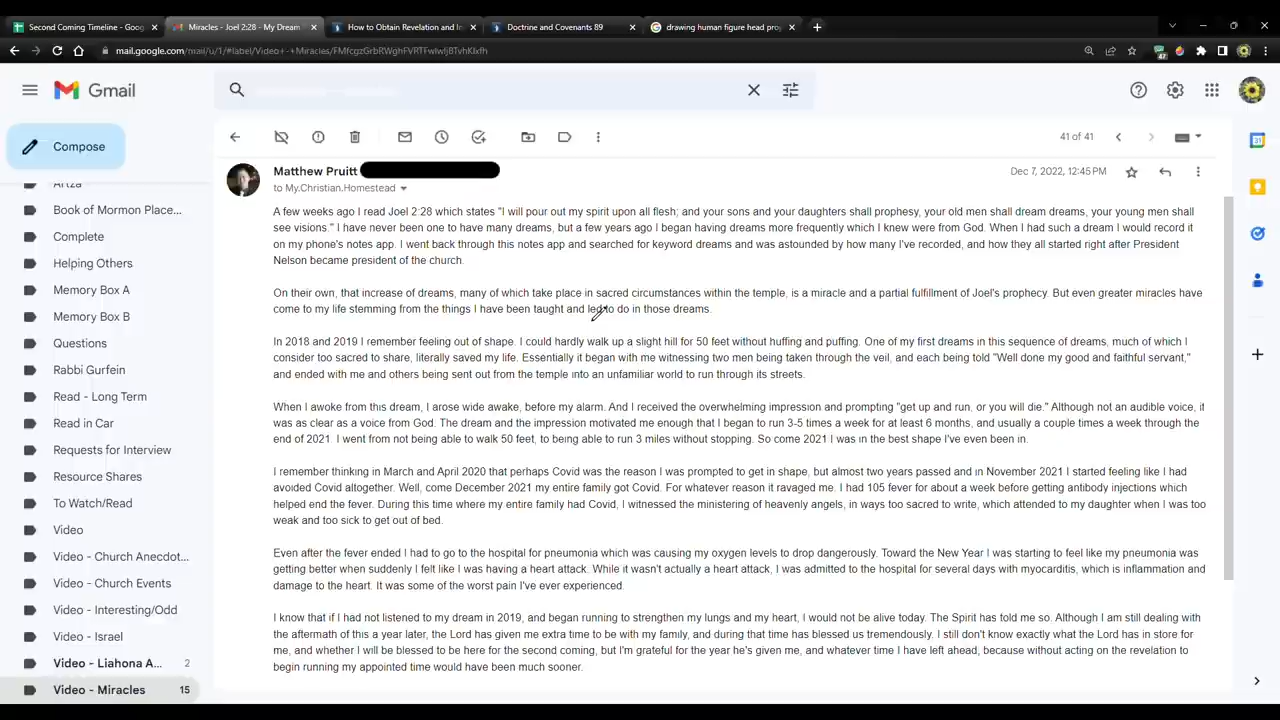 Second Coming Timeline - Goog
Miracles - Joel 2:28 - My Dream
How to Obtain Revelation and In
Doctrine and Covenants 89
drawing human figure head prop
mail.google.com/mail/u/1/#label/Video+-+Miracles/
Gmail
Compose
41 of 41
Matthew Pruitt
Dec 7, 2022, 12:45 PM
to My.Christian.Homestead
Artza
Book of Mormon Place...
Complete
Helping Others
Memory Box A
Memory Box B
Questions
Rabbi Gurfein
Read - Long Term
Read in Car
Requests for Interview
Resource Shares
To Watch/Read
Video
Video - Church Anecdot...
Video - Church Events
Video - Interesting/Odd
Video - Israel
Video - Liahona A... 2
Video - Miracles 15
A few weeks ago I read Joel 2:28 which states "I will pour out my spirit upon all flesh; and your sons and your daughters shall prophesy, your old men shall dream dreams, your young men shall
see visions." I have never been one to have many dreams, but a few years ago I began having dreams more frequently which I knew were from God. When I had such a dream I would record it
on my phone's notes app. I went back through this notes app and searched for keyword dreams and was astounded by how many I've recorded, and how they all started right after President
Nelson became president of the church.
On their own, that increase of dreams, many of which take place in sacred circumstances within the temple, is a miracle and a partial fulfillment of Joel's prophecy. But even greater miracles have
come to my life stemming from the things I have been taught and led to do in those dreams.
In 2018 and 2019 I remember feeling out of shape. I could hardly walk up a slight hill for 50 feet without huffing and puffing. One of my first dreams in this sequence of dreams, much of which I
consider too sacred to share, literally saved my life. Essentially it began with me witnessing two men being taken through the veil, and each being told "Well done my good and faithful servant,"
and ended with me and others being sent out from the temple into an unfamiliar world to run through its streets.
When I awoke from this dream, I arose wide awake, before my alarm. And I received the overwhelming impression and prompting "get up and run, or you will die." Although not an audible voice, it
was as clear as a voice from God. The dream and the impression motivated me enough that I began to run 3-5 times a week for at least 6 months, and usually a couple times a week through the
end of 2021. I went from not being able to walk 50 feet, to being able to run 3 miles without stopping. So come 2021 I was in the best shape I've even been in.
I remember thinking in March and April 2020 that perhaps Covid was the reason I was prompted to get in shape, but almost two years passed and in November 2021 I started feeling like I had
avoided Covid altogether. Well, come December 2021 my entire family got Covid. For whatever reason it ravaged me. I had 105 fever for about a week before getting antibody injections which
helped end the fever. During this time where my entire family had Covid, I witnessed the ministering of heavenly angels, in ways too sacred to write, which attended to my daughter when I was too
weak and too sick to get out of bed.
Even after the fever ended I had to go to the hospital for pneumonia which was causing my oxygen levels to drop dangerously. Toward the New Year I was starting to feel like my pneumonia was
getting better when suddenly I felt like I was having a heart attack. While it wasn't actually a heart attack, I was admitted to the hospital for several days with myocarditis, which is inflammation and
damage to the heart. It was some of the worst pain I've ever experienced.
I know that if I had not listened to my dream in 2019, and began running to strengthen my lungs and my heart, I would not be alive today. The Spirit has told me so. Although I am still dealing with
the aftermath of this a year later, the Lord has given me extra time to be with my family, and during that time has blessed us tremendously. I still don't know exactly what the Lord has in store for
me, and whether I will be blessed to be here for the second coming, but I'm grateful for the year he's given me, and whatever time I have left ahead, because without acting on the revelation to
begin running my appointed time would have been much sooner.